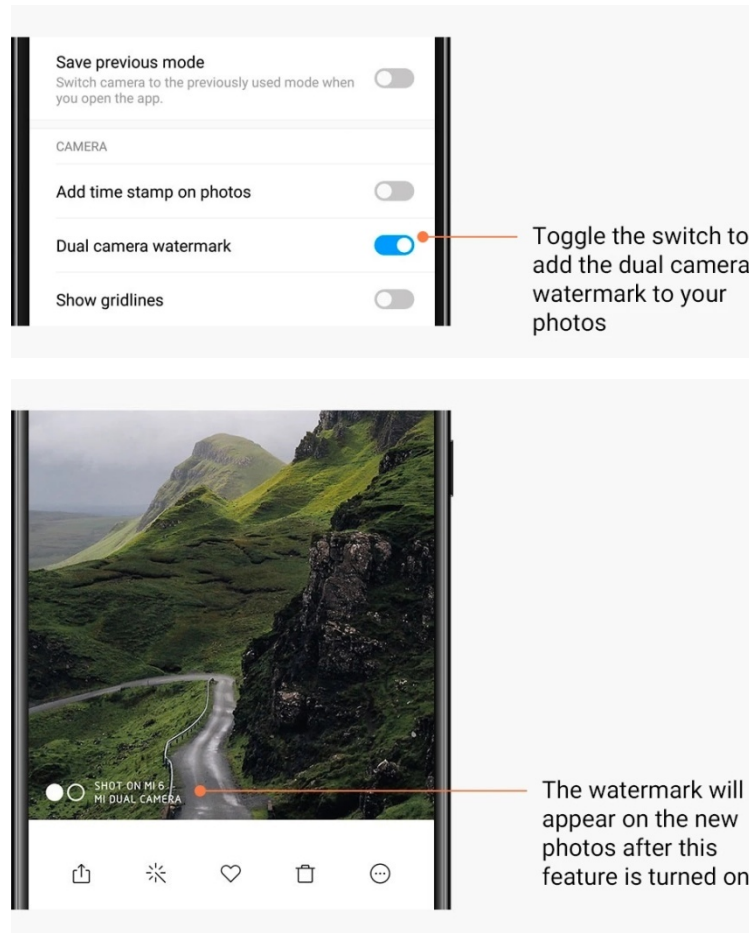 Save previous mode
Switch camera to the previously used mode when
you open the app.
CAMERA
Add time stamp on photos
Dual camera watermark
Show gridlines
Toggle the switch to
add the dual camera
watermark to your
photos
SHOT ON MI 6
MI DUAL CAMERA
The watermark will
appear on the new
photos after this
feature is turned on